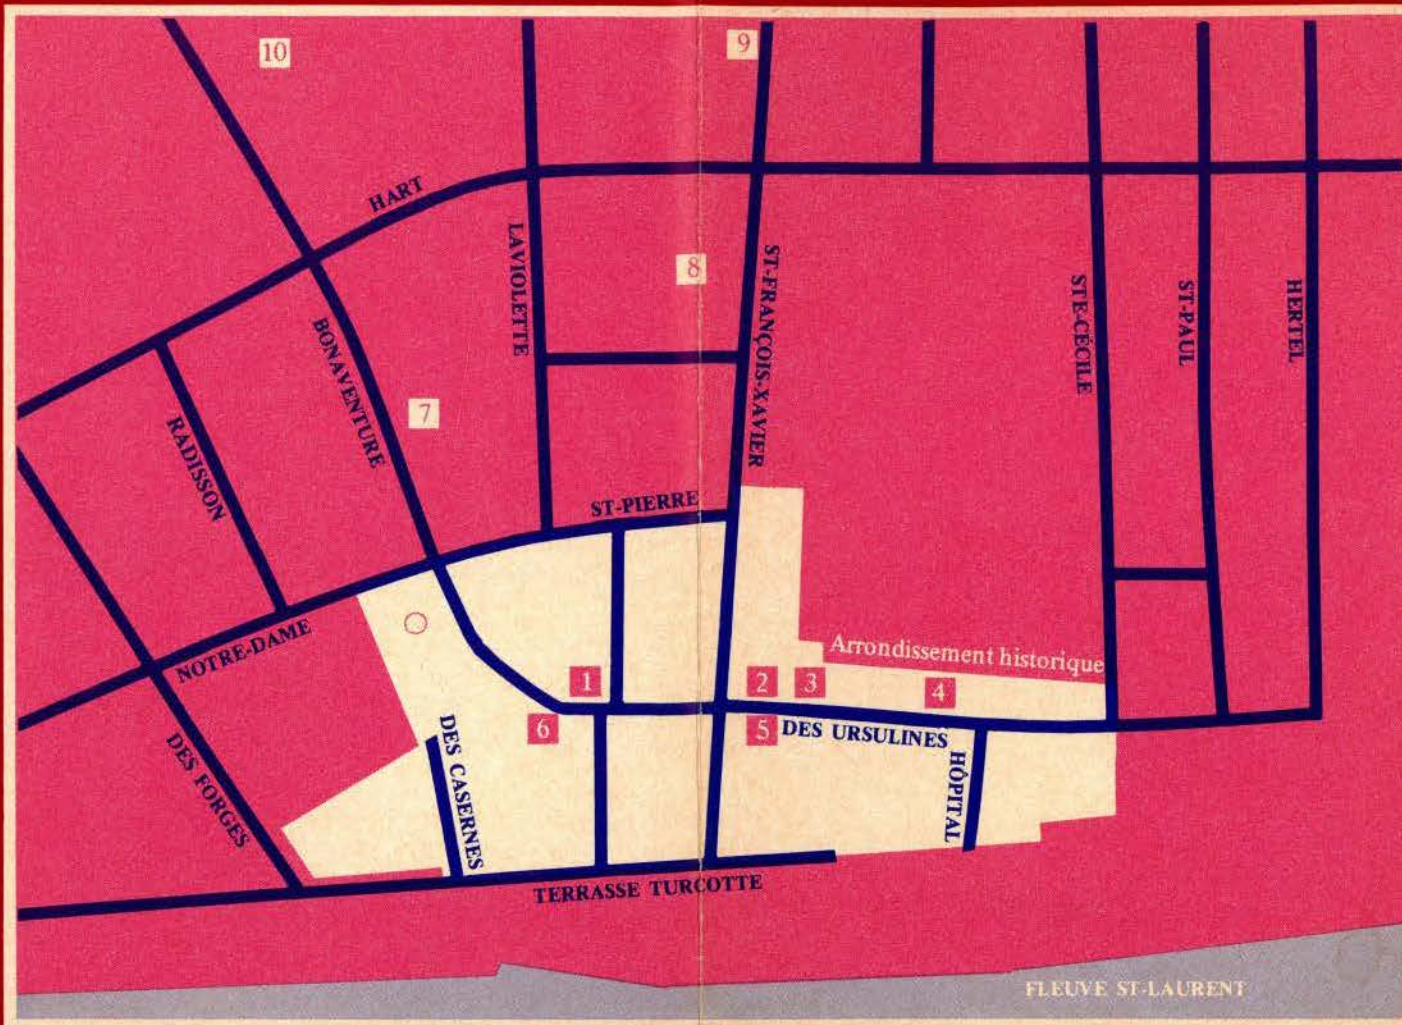 10
9
HART
LAVIOLETTE
8
ST-FRANÇOIS-XAVIER
STE-CÉCILE
ST-PAUL
HERTEL
BONAVENTURE
7
RADISSON
ST-PIERRE
NOTRE-DAME
Arrondissement historique
1
2
3
4
6
5
DES URSULINES
DES FORGES
DES CASERNES
HÔPITAL
TERRASSE TURCOTTE
FLEUVE ST-LAURENT